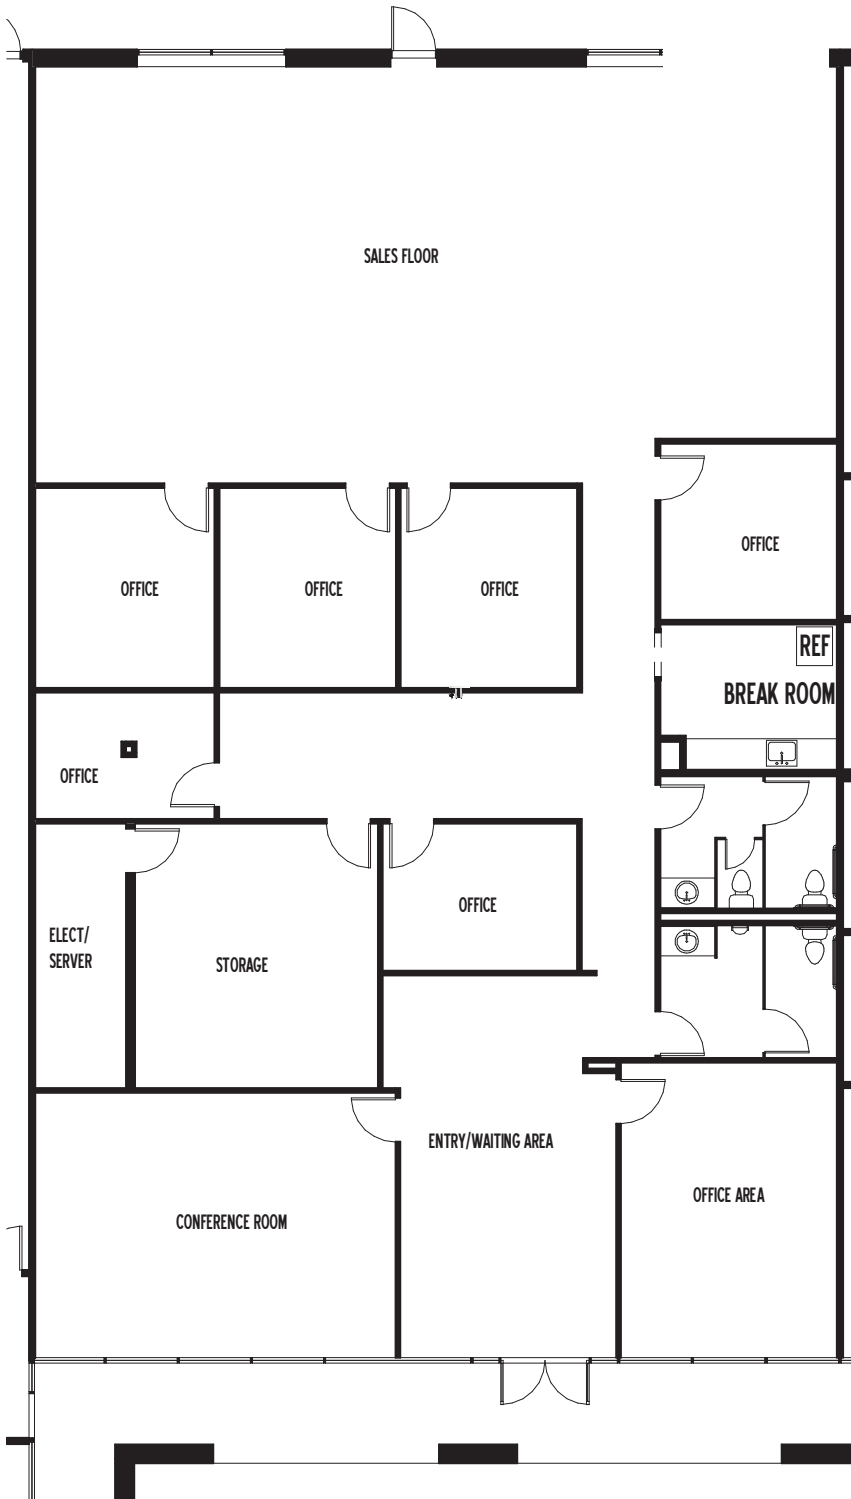 SALES FLOOR
OFFICE
OFFICE
OFFICE
OFFICE
REF
BREAK ROOM
OFFICE
OFFICE
ELECT/
SERVER
STORAGE
ENTRY/WAITING AREA
OFFICE AREA
CONFERENCE ROOM